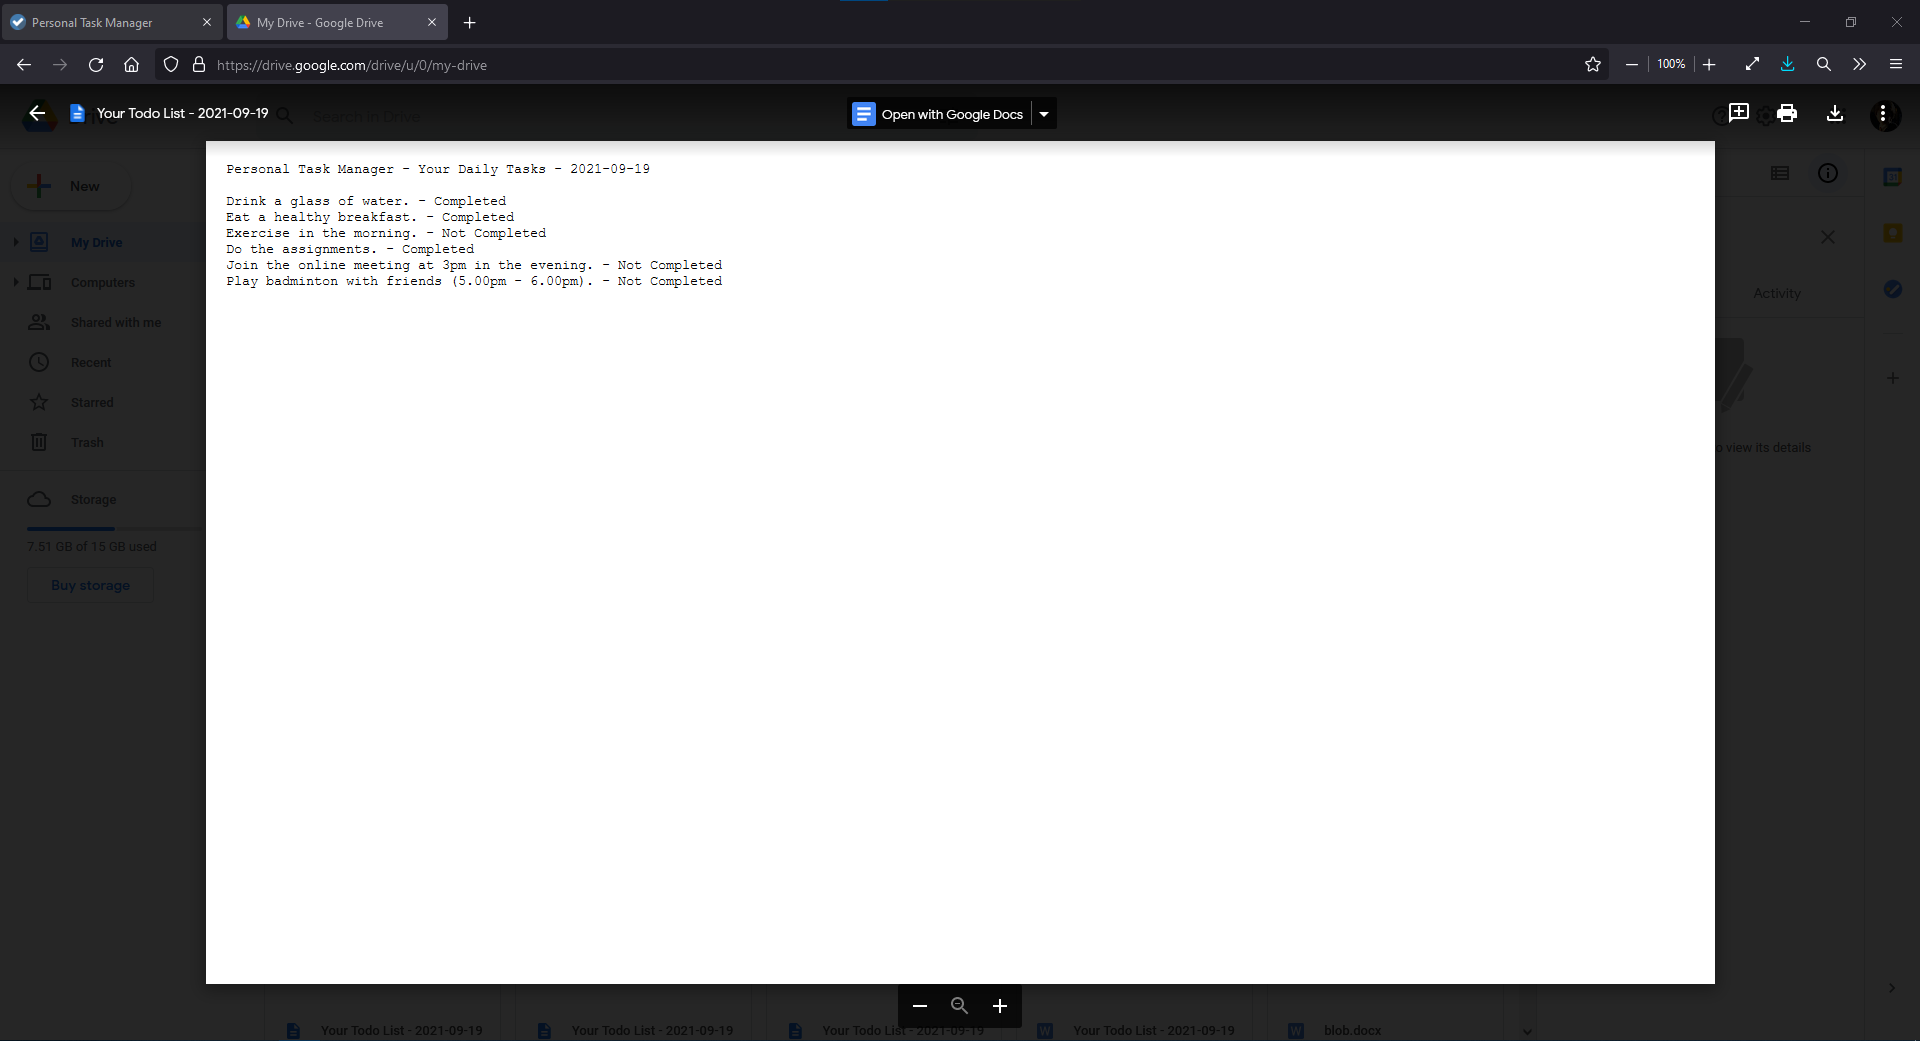 Personal Task Manager
My Drive - Google Drive
https://drive.google.com/drive/u/0/my-drive
100%
Your Todo List - 2021-09-19
Search in Drive
Open with Google Docs
New
My Drive
Computers
Shared with me
Recent
Starred
Trash
Storage
7.51 GB of 15 GB used
Buy storage
Personal Task Manager - Your Daily Tasks - 2021-09-19
Drink a glass of water. - Completed
Eat a healthy breakfast. - Completed
Exercise in the morning. - Not Completed
Do the assignments. - Completed
Join the online meeting at 3pm in the evening. - Not Completed
Play badminton with friends (5.00pm - 6.00pm). - Not Completed
Activity
view its details
Your Todo List - 2021-09-19
Your Todo List - 2021-09-19
Your Todo List - 2021-09-19
Your Todo List - 2021-09-19
blob.docx